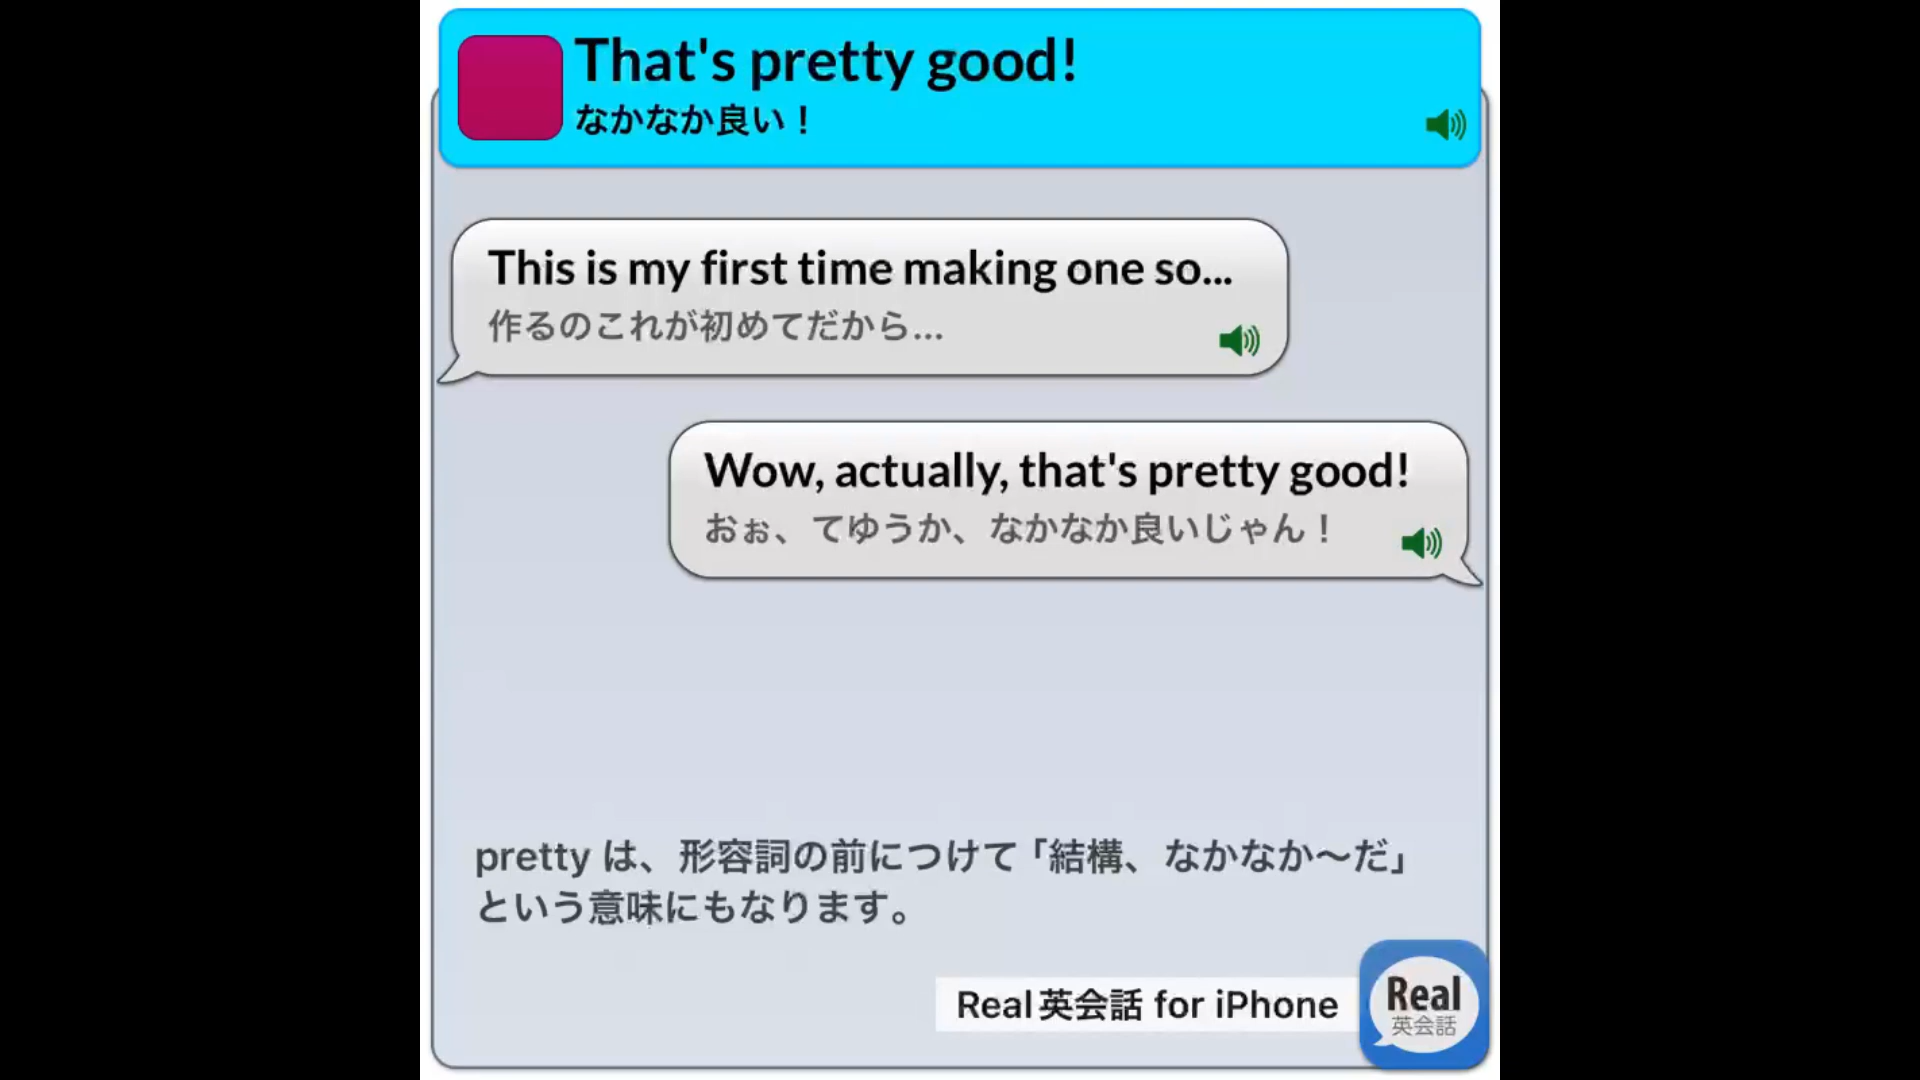 That's pretty good!
なかなか良い！
This is my first time making one so...
作るのこれが初めてだから...
Wow, actually, that's pretty good!
おぉ、てゆうか、なかなか良いじゃん！
pretty は、形容詞の前につけて「結構、なかなか〜だ」
という意味にもなります。
Real英会話 for iPhone
Real
英会話